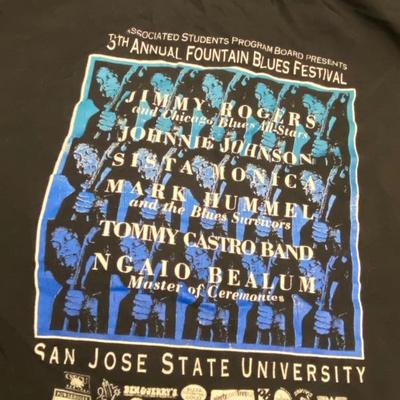 ASSOCIATED STUDENTS PROGRAM BOARD PRESENTS
5TH ANNUAL FOUNTAIN BLUES FESTIVAL
JIMMY ROGERS
and Chicago Blues All-Stars
JOHNNIE JOHNSON
SISTA MONICA
MARK HUMMEL
and the Blues Survivors
TOMMY CASTRO BAND
NGAIO BEALUM
Master of Ceremonies
SAN JOSE STATE UNIVERSITY
BEN & JERRY'S